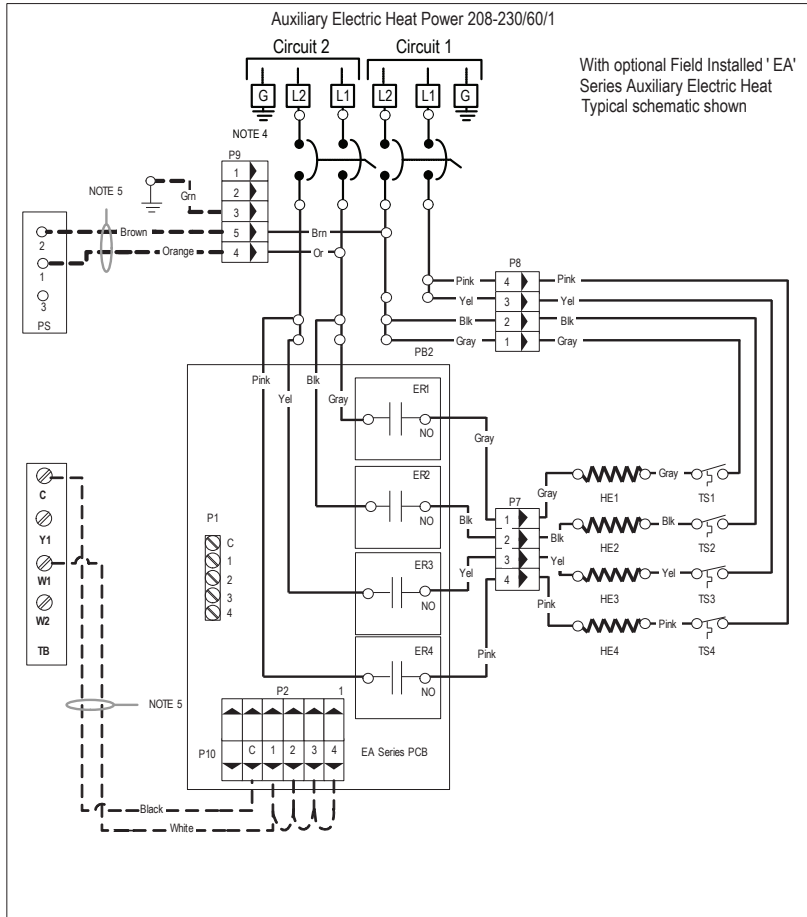 Auxiliary Electric Heat Power 208-230/60/1
Circuit 2
Circuit 1
With optional Field Installed ' EA'
Series Auxiliary Electric Heat
Typical schematic shown
G
L2
L1
L2
L1
G
NOTE 4
P9
1
2
3
5
4
NOTE 5
Grn
Brown
Orange
2
1
3
PS
Brn
Or
P8
4
3
2
1
Pink
Yel
Blk
Gray
Pink
Yel
Blk
Gray
PB2
Pink
Yel
Blk
Gray
ER1
NO
Gray
ER2
NO
Blk
ER3
NO
Yel
ER4
NO
Pink
P7
1
2
3
4
Gray
Blk
Yel
Pink
HE1
Gray
TS1
HE2
Blk
TS2
HE3
Yel
TS3
HE4
Pink
TS4
C
Y1
W1
W2
TB
P1
C
1
2
3
4
NOTE 5
P2
1
P10
C
1
2
3
4
EA Series PCB
Black
White